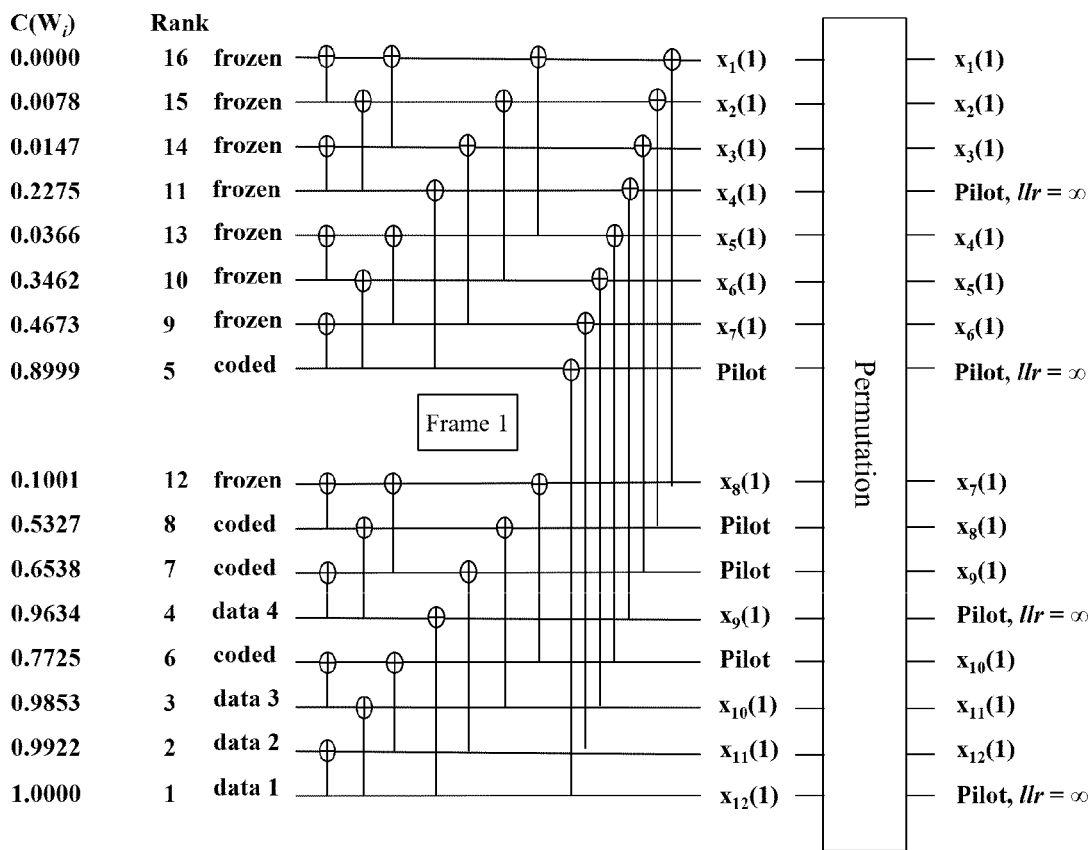 C(Wᵢ) Rank
0.0000 16 frozen x₁(1) x₁(1)
0.0078 15 frozen x₂(1) x₂(1)
0.0147 14 frozen x₃(1) x₃(1)
0.2275 11 frozen x₄(1) Pilot, llr = ∞
0.0366 13 frozen x₅(1) x₄(1)
0.3462 10 frozen x₆(1) x₅(1)
0.4673 9 frozen x₇(1) x₆(1)
0.8999 5 coded Pilot Pilot, llr = ∞
Frame 1
Permutation
0.1001 12 frozen x₈(1) x₇(1)
0.5327 8 coded Pilot x₈(1)
0.6538 7 coded Pilot x₉(1)
0.9634 4 data 4 x₉(1) Pilot, llr = ∞
0.7725 6 coded Pilot x₁₀(1)
0.9853 3 data 3 x₁₀(1) x₁₁(1)
0.9922 2 data 2 x₁₁(1) x₁₂(1)
1.0000 1 data 1 x₁₂(1) Pilot, llr = ∞